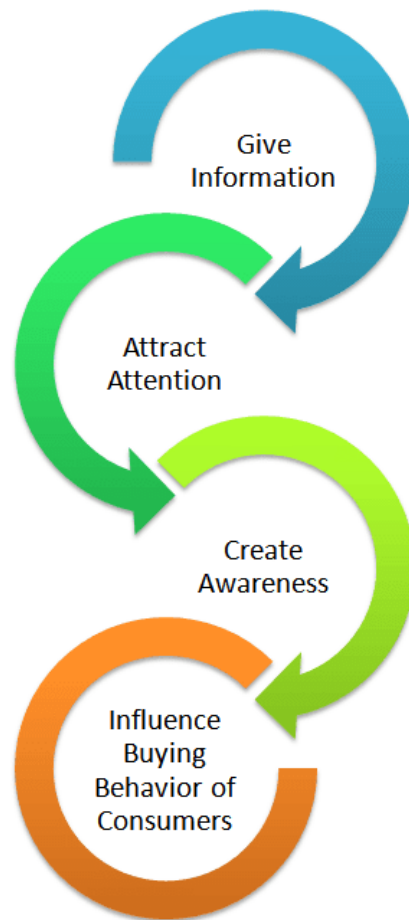 Give
Information
Attract
Attention
Create
Awareness
Influence
Buying
Behavior of
Consumers